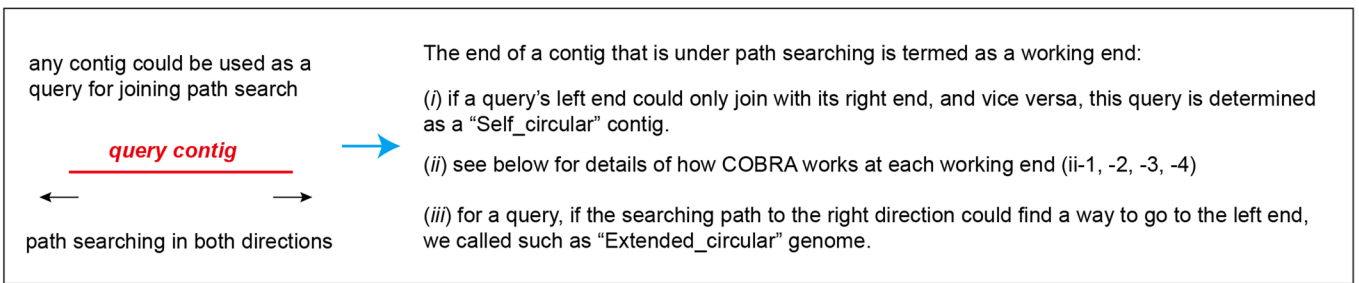 any contig could be used as a
query for joining path search
query contig
path searching in both directions
The end of a contig that is under path searching is termed as a working end:
(i) if a query's left end could only join with its right end, and vice versa, this query is determined
as a “Self_circular” contig.
(ii) see below for details of how COBRA works at each working end (ii-1, -2, -3, -4)
(iii) for a query, if the searching path to the right direction could find a way to go to the left end,
we called such as “Extended_circular” genome.